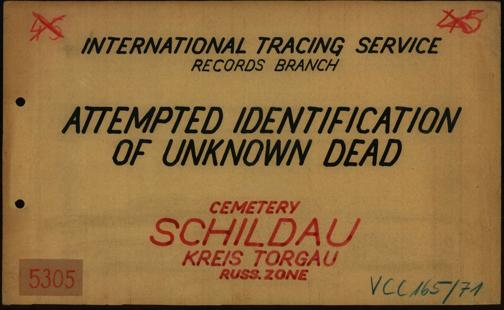 45 45
INTERNATIONAL TRACING SERVICE
RECORDS BRANCH
ATTEMPTED IDENTIFICATION
OF UNKNOWN DEAD
CEMETERY
SCHILDAU
KREIS TORGAU
RUSS. ZONE
5305
VCC 165/71